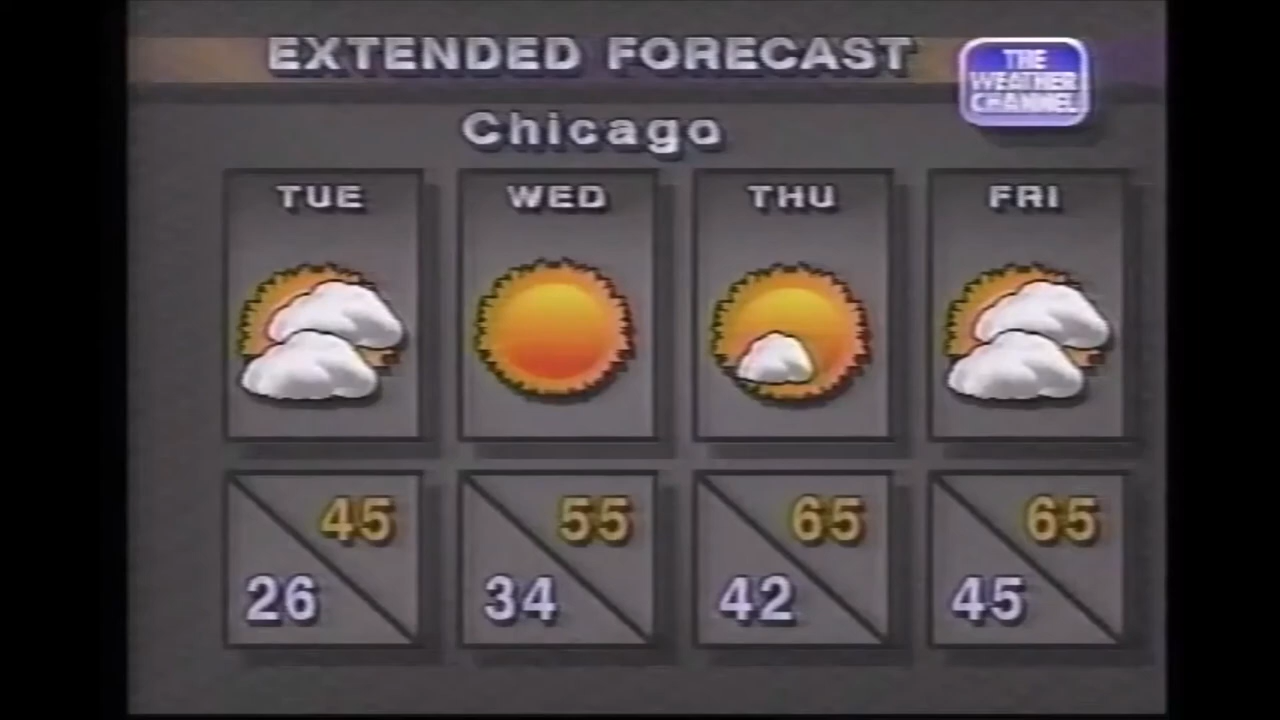 EXTENDED FORECAST
THE
WEATHER
CHANNEL
Chicago
TUE WED THU FRI
45 55 65 65
26 34 42 45